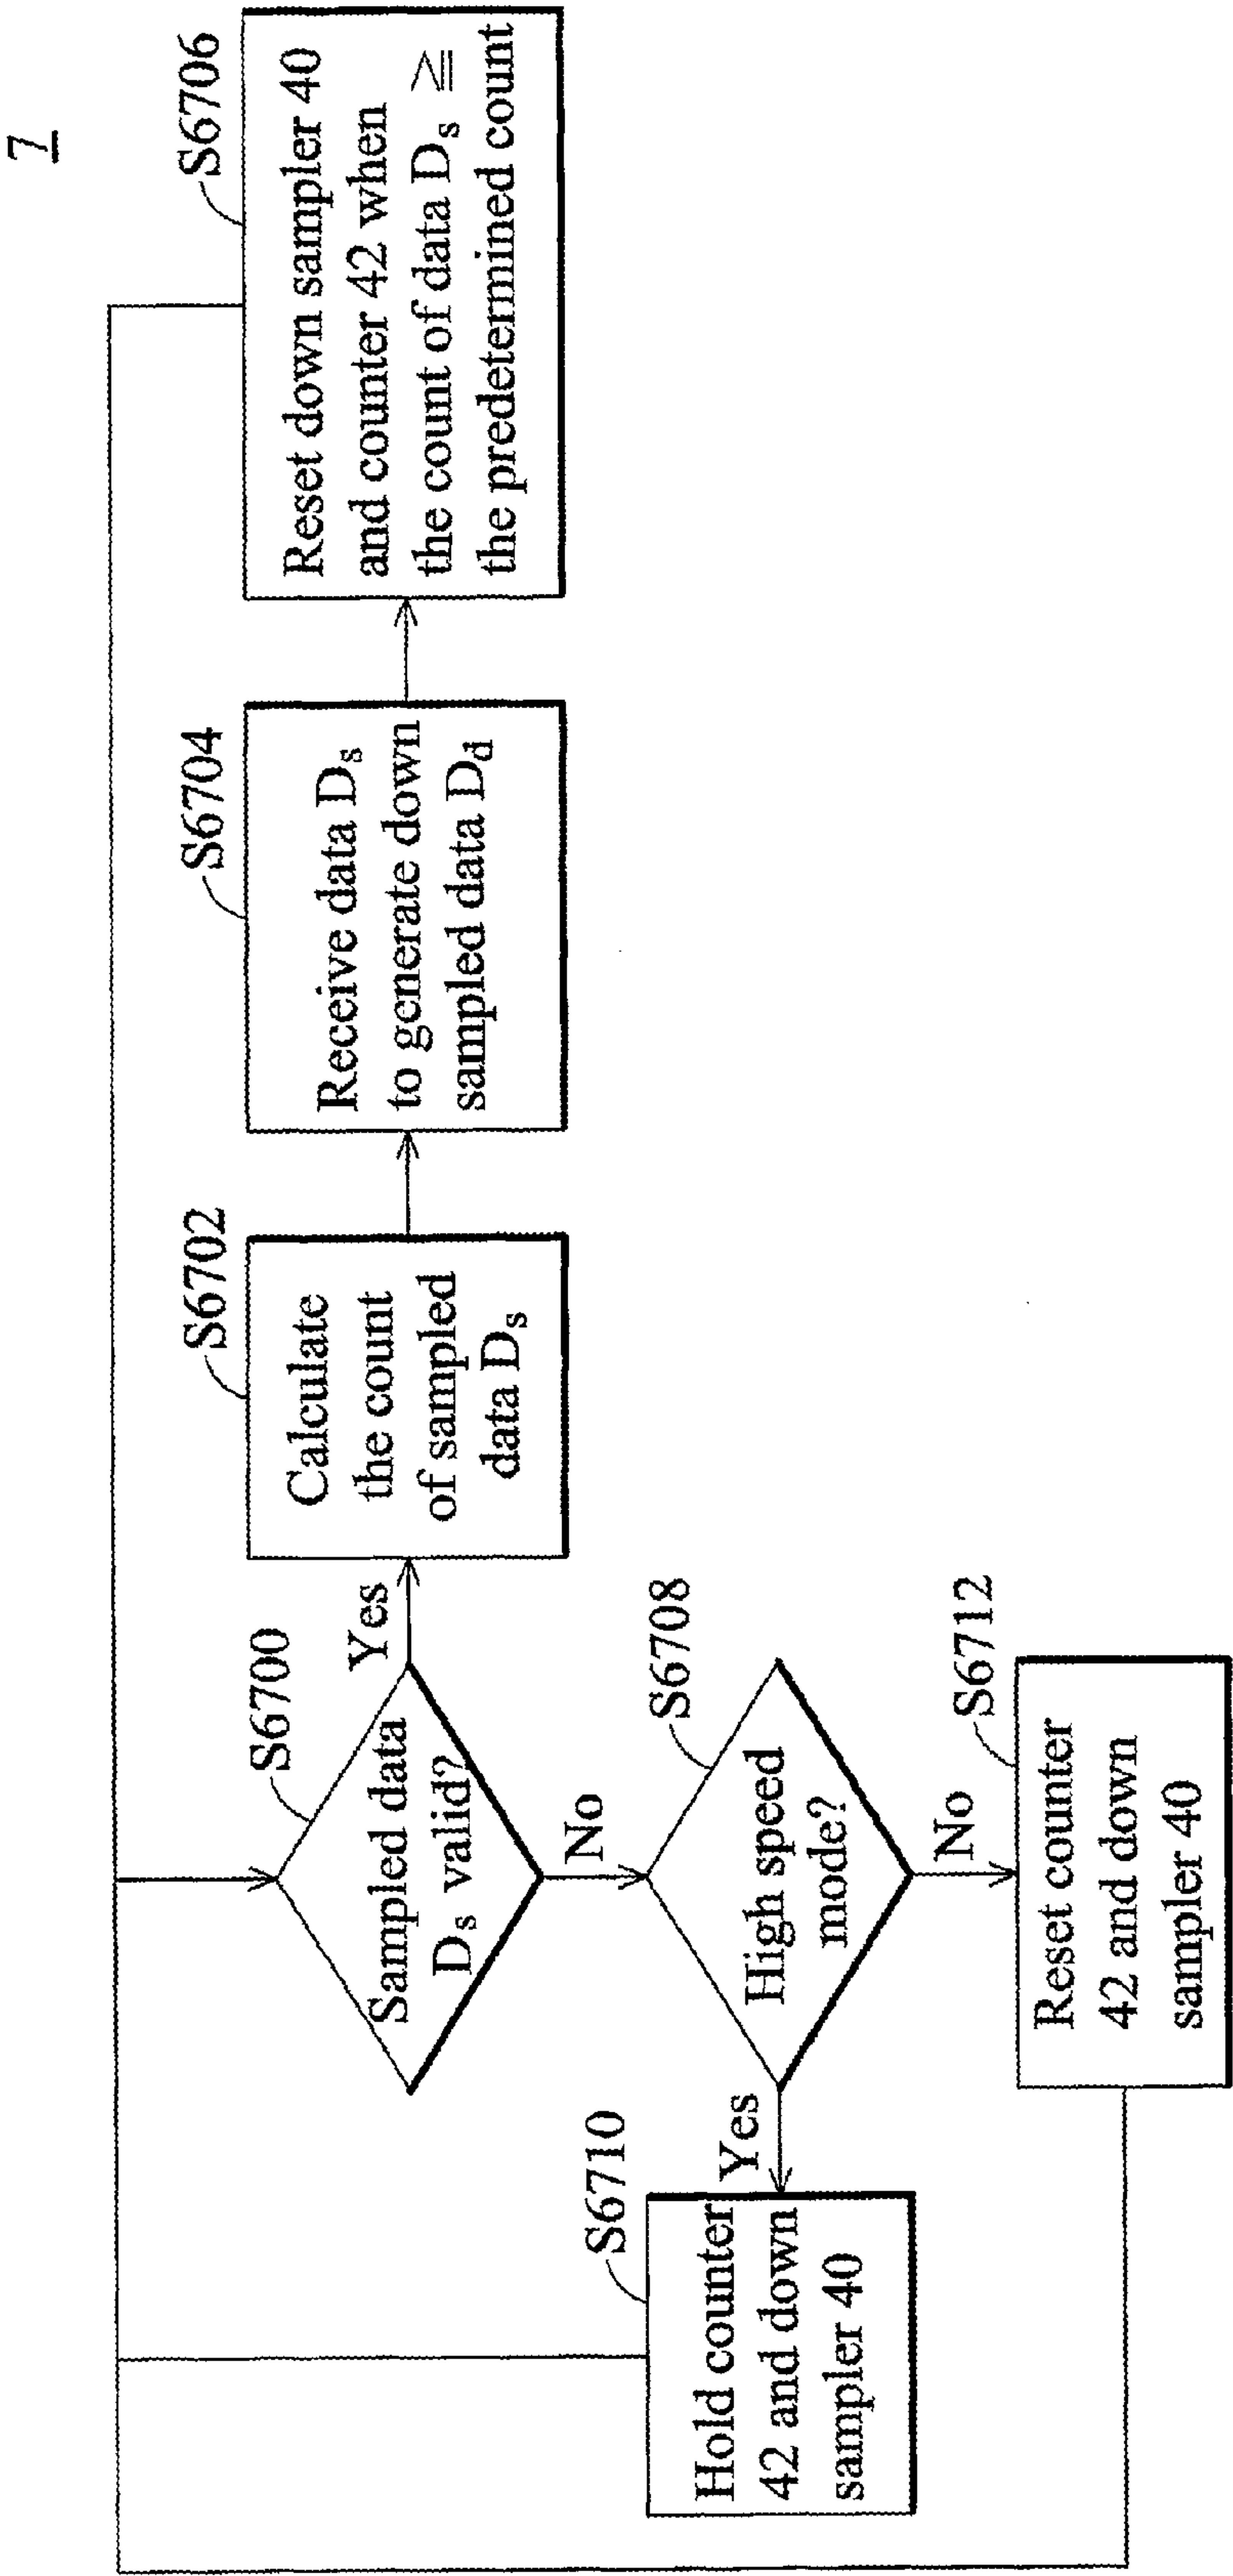 7
S6700
Sampled data
Ds valid?
Yes
No
S6702
Calculate
the count
of sampled
data Ds
S6704
Receive data Ds
to generate down
sampled data Dd
S6706
Reset down sampler 40
and counter 42 when
the count of data Ds ≧
the predetermined count
S6708
High speed
mode?
Yes
No
S6710
Hold counter
42 and down
sampler 40
S6712
Reset counter
42 and down
sampler 40